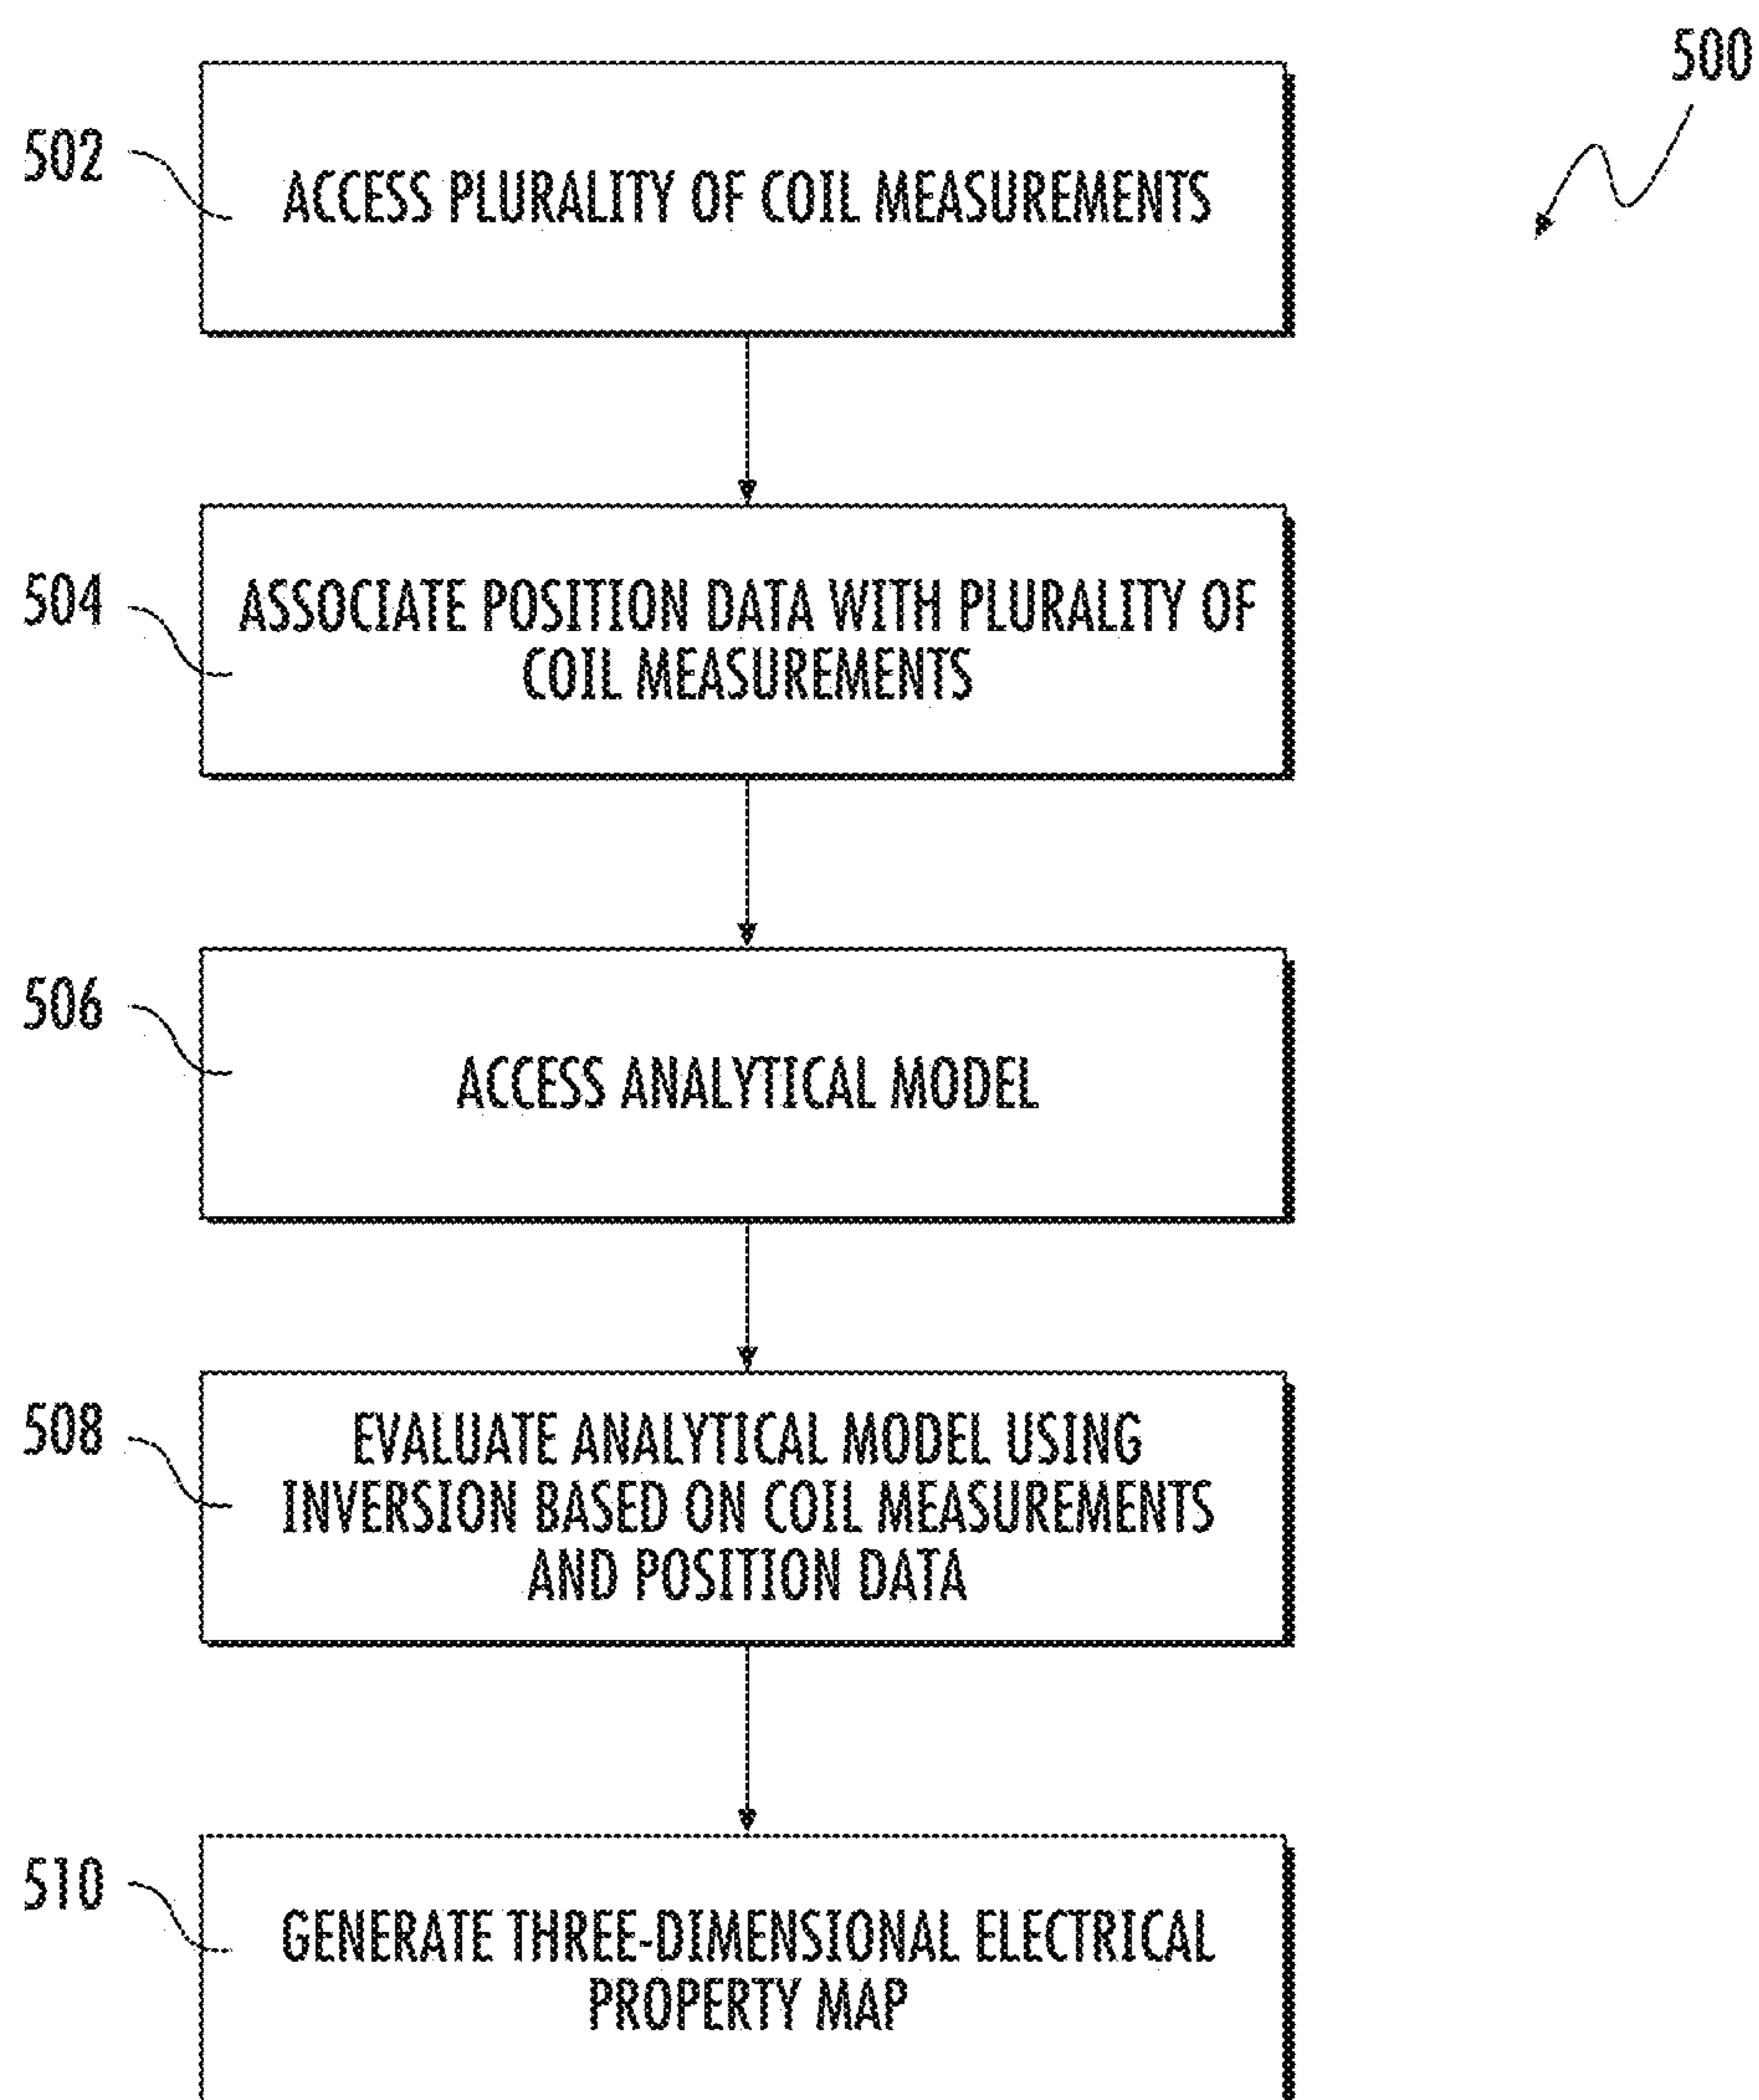 500
502
ACCESS PLURALITY OF COIL MEASUREMENTS
504
ASSOCIATE POSITION DATA WITH PLURALITY OF
COIL MEASUREMENTS
506
ACCESS ANALYTICAL MODEL
508
EVALUATE ANALYTICAL MODEL USING
INVERSION BASED ON COIL MEASUREMENTS
AND POSITION DATA
510
GENERATE THREE-DIMENSIONAL ELECTRICAL
PROPERTY MAP